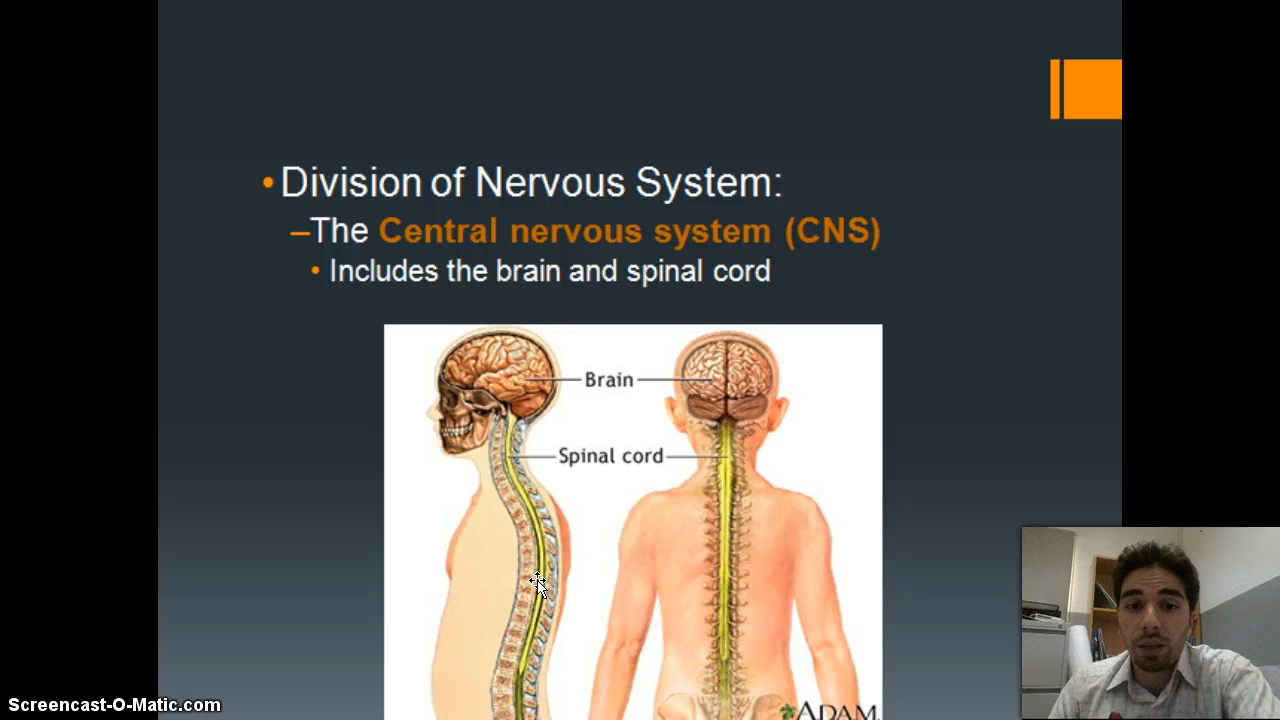 • Division of Nervous System:
–The Central nervous system (CNS)
• Includes the brain and spinal cord
Brain
Spinal cord
ADAM
Screencast-O-Matic.com